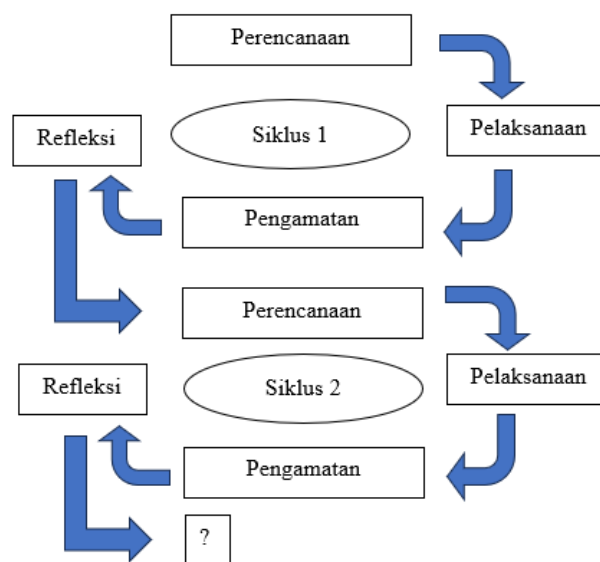 Perencanaan
Pelaksanaan
Siklus 1
Refleksi
Pengamatan
Perencanaan
Pelaksanaan
Siklus 2
Refleksi
Pengamatan
?